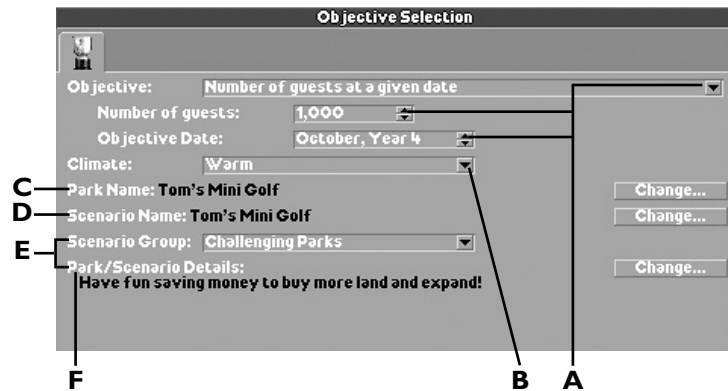 Objective Selection
Objective: Number of guests at a given date
Number of guests: 1,000
Objective Date: October, Year 4
Climate: Warm
C Park Name: Tom's Mini Golf Change...
D Scenario Name: Tom's Mini Golf Change...
E Scenario Group: Challenging Parks
Park/Scenario Details: Change...
Have fun saving money to buy more land and expand!
F B A